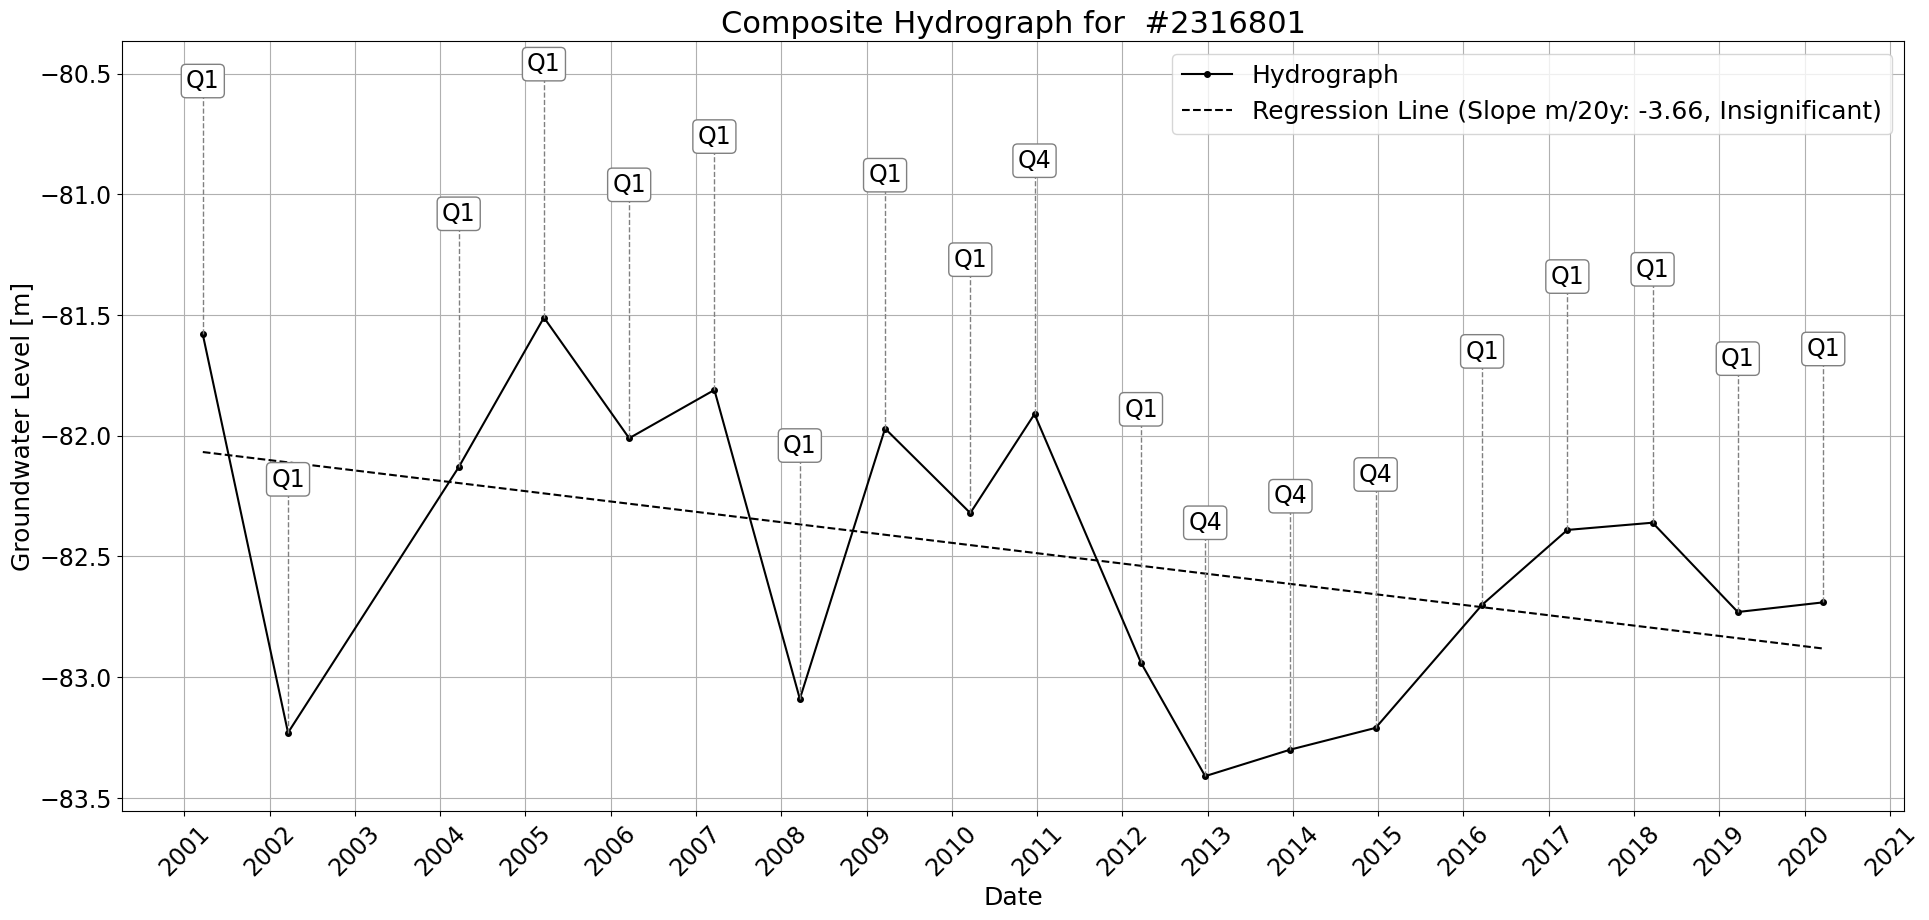 Composite Hydrograph for  #2316801
Hydrograph
Regression Line (Slope m/20y: -3.66, Insignificant)
Groundwater Level [m]
−80.5
−81.0
−81.5
−82.0
−82.5
−83.0
−83.5
Q1
Q1
Q1
Q1
Q1
Q1
Q1
Q1
Q1
Q4
Q1
Q4
Q4
Q4
Q1
Q1
Q1
Q1
Q1
2001
2002
2003
2004
2005
2006
2007
2008
2009
2010
2011
2012
2013
2014
2015
2016
2017
2018
2019
2020
2021
Date